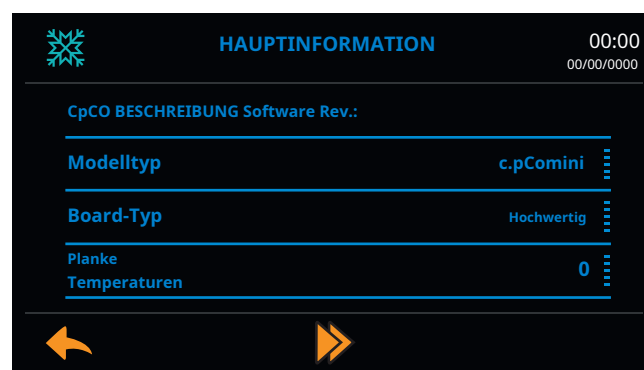 HAUPTINFORMATION
00:00
00/00/0000
CpCO BESCHREIBUNG Software Rev.:
Modelltyp c.pComini
Board-Typ Hochwertig
Planke
Temperaturen 0